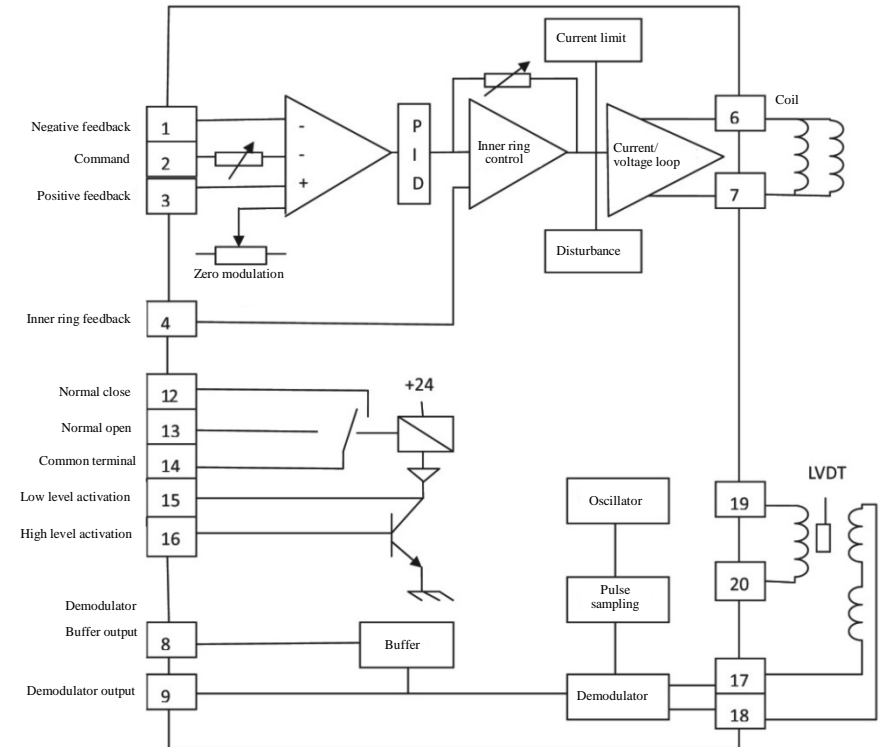 Current limit
6
Coil
Negative feedback
1
-
Command
2
-
Positive feedback
3
+
P
I
D
Inner ring
control
Current/
voltage loop
7
Zero modulation
Disturbance
Inner ring feedback
4
Normal close
12
+24
Normal open
13
Common terminal
14
Low level activation
15
High level activation
16
Oscillator
19
LVDT
Pulse
sampling
20
Demodulator
Buffer output
8
Buffer
Demodulator output
9
Demodulator
17
18